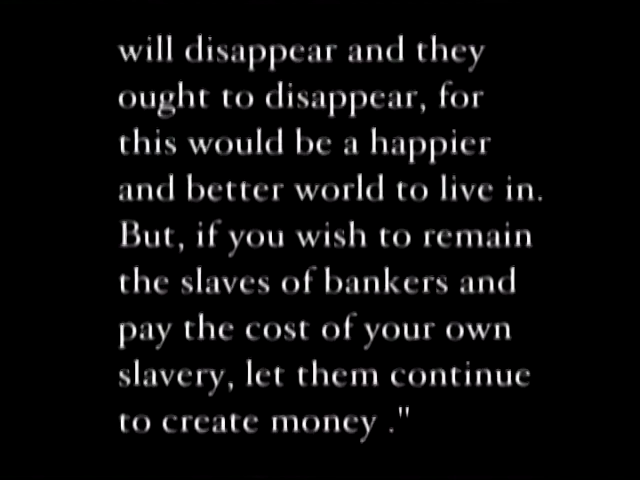 will disappear and they
ought to disappear, for
this would be a happier
and better world to live in.
But, if you wish to remain
the slaves of bankers and
pay the cost of your own
slavery, let them continue
to create money ."